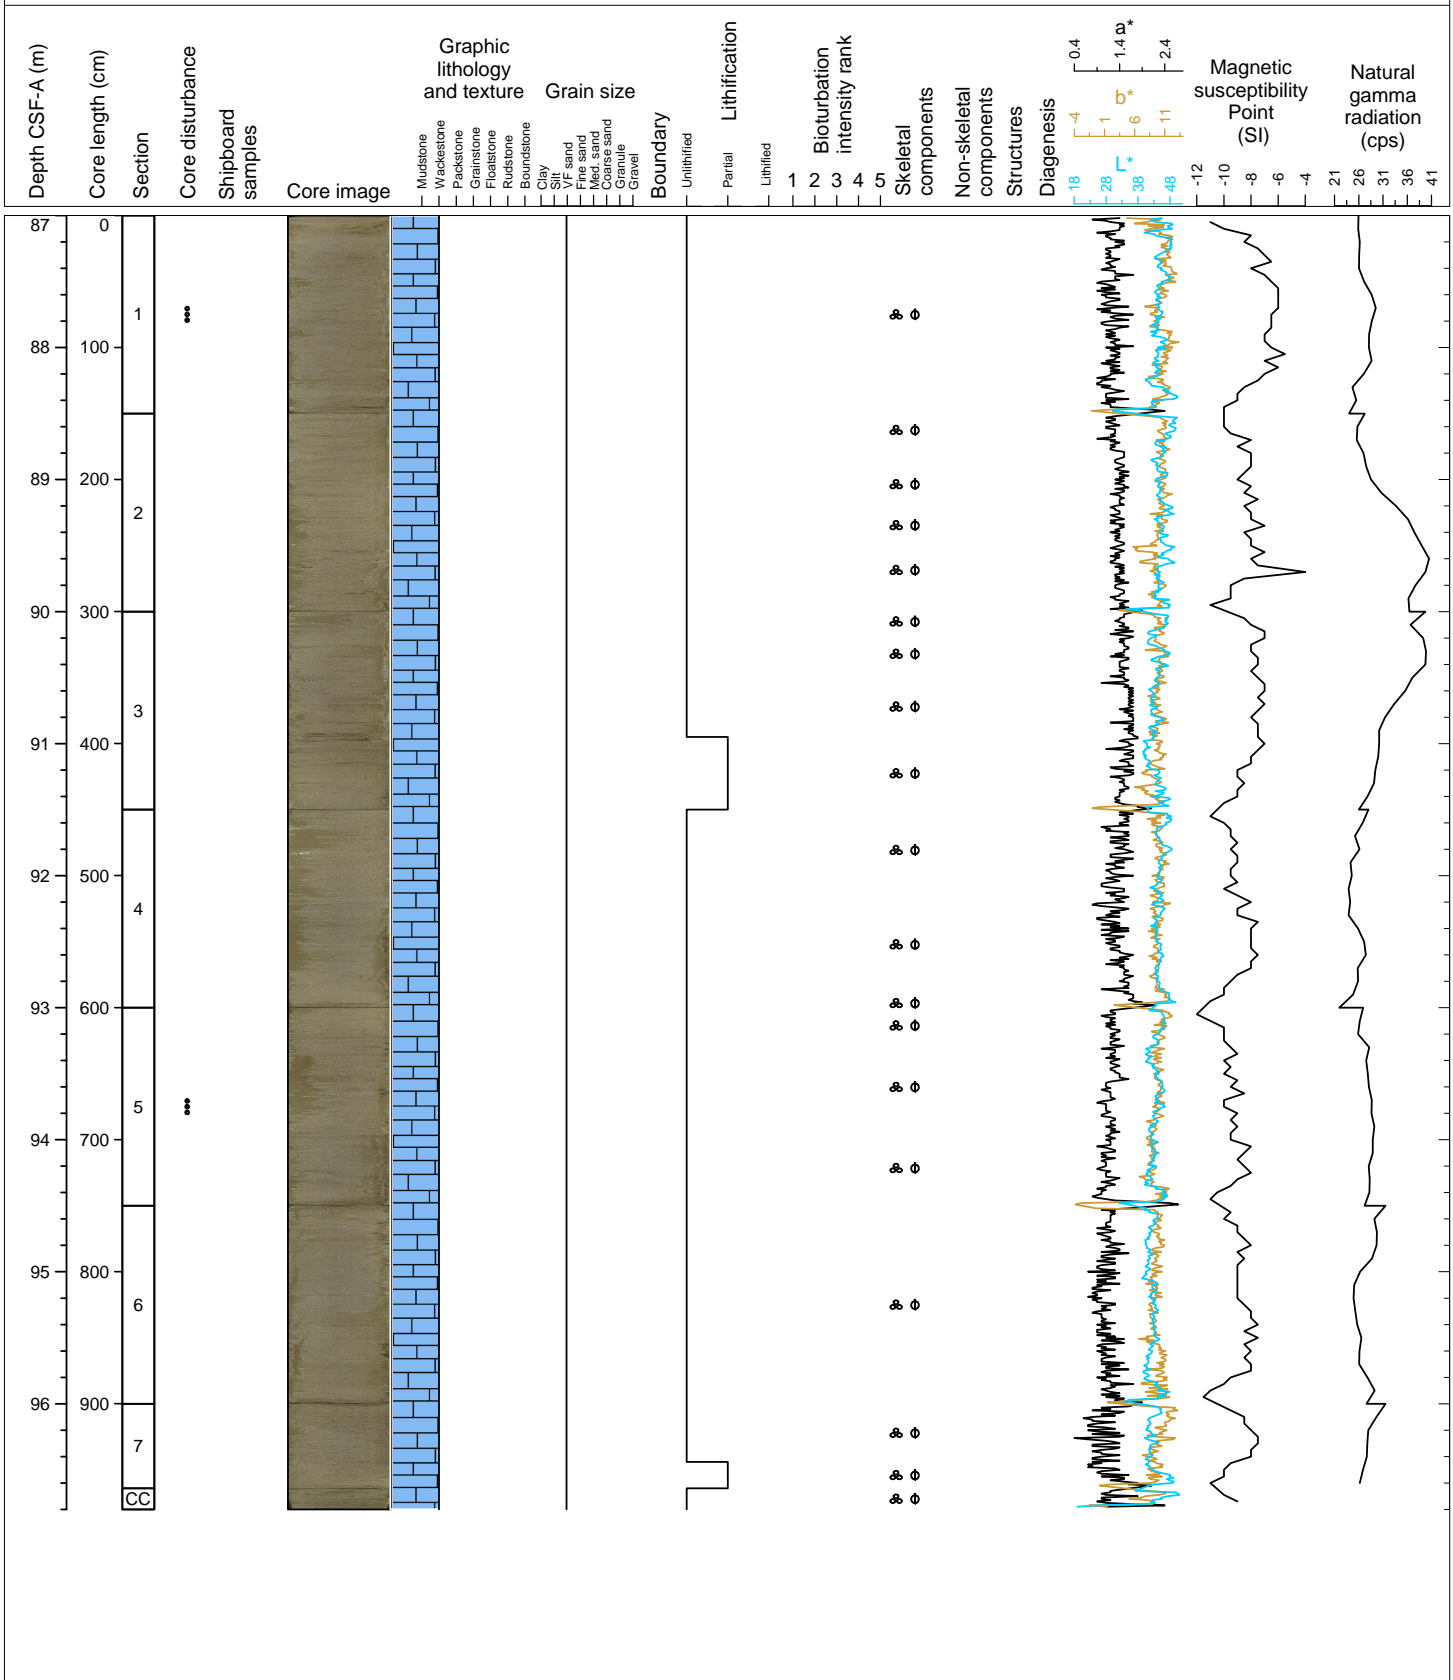 Depth CSF-A (m)
Core length (cm)
Section
Core disturbance
Shipboard
samples
Core image
Graphic
lithology
and texture
Mudstone
Wackestone
Packstone
Grainstone
Floatstone
Rudstone
Boundstone
Grain size
Clay
Silt
VF sand
Fine sand
Med. sand
Coarse sand
Granule
Gravel
Boundary
Lithification
Unlithified
Partial
Lithified
Bioturbation
intensity rank
1 2 3 4 5
Skeletal
components
Non-skeletal
components
Structures
Diagenesis
a*
0.4 1.4 2.4
b*
-4 1 6 11
L*
18 28 38 48
Magnetic
susceptibility
Point
(SI)
-12 -10 -8 -6 -4
Natural
gamma
radiation
(cps)
21 26 31 36 41
87 0
1
88 100
89 200
2
90 300
3
91 400
92 500
4
93 600
5
94 700
95 800
6
96 900
7
CC